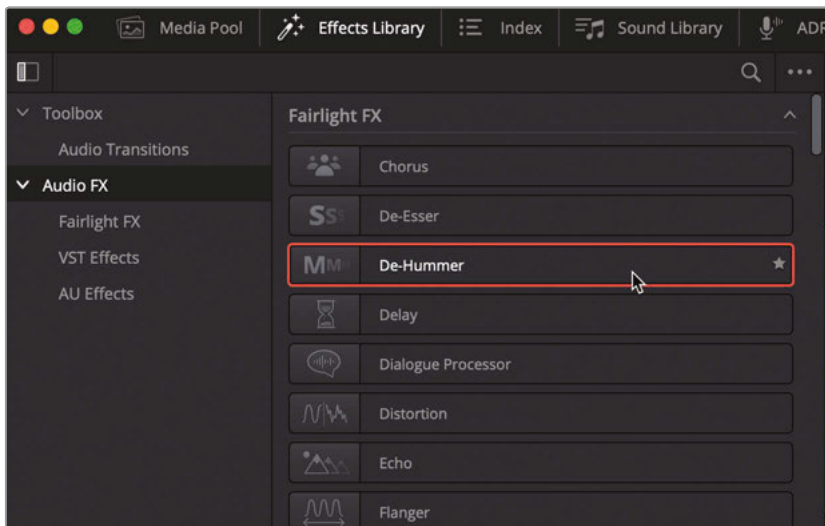 Media Pool Effects Library Index Sound Library ADR
Toolbox
Audio Transitions
Audio FX
Fairlight FX
VST Effects
AU Effects
Fairlight FX
Chorus
De-Esser
De-Hummer
Delay
Dialogue Processor
Distortion
Echo
Flanger